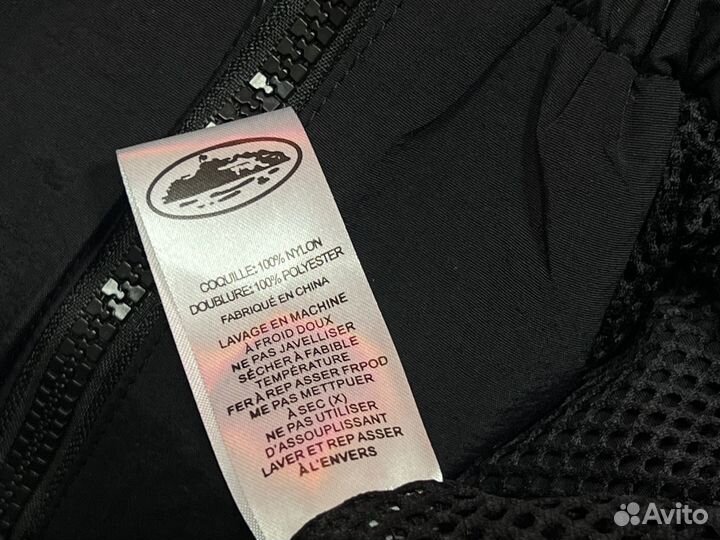 COQUILLE: 100% NYLON
DOUBLURE: 100% POLYESTER
FABRIQUÉ EN CHINA
LAVAGE EN MACHINE
À FROID DOUX
NE PAS JAVELLISER
SÉCHER À FABIBLE
TEMPÉRATURE
FER À REP ASSER FRPOD
ME PAS METTPUER
À SEC (X)
NE PAS UTILISER
D'ASSOUPLISSANT
LAVER ET REP ASSER
À L'ENVERS
Avito